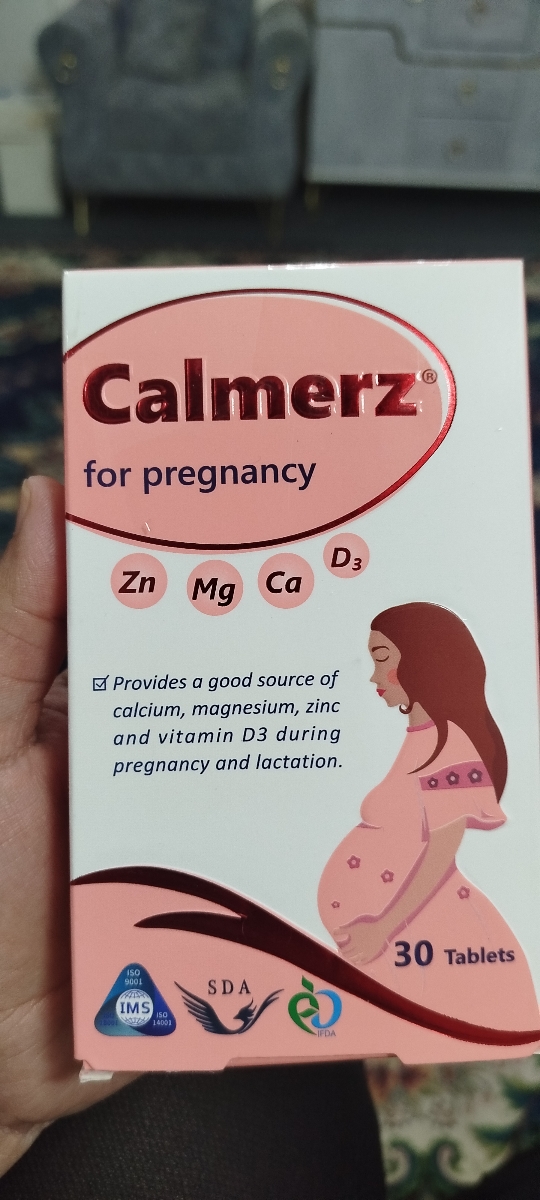 Calmerz®
for pregnancy
Zn Mg Ca D3
Provides a good source of
calcium, magnesium, zinc
and vitamin D3 during
pregnancy and lactation.
30 Tablets
ISO
9001
IMS
ISO
14001
SDA
IFDA